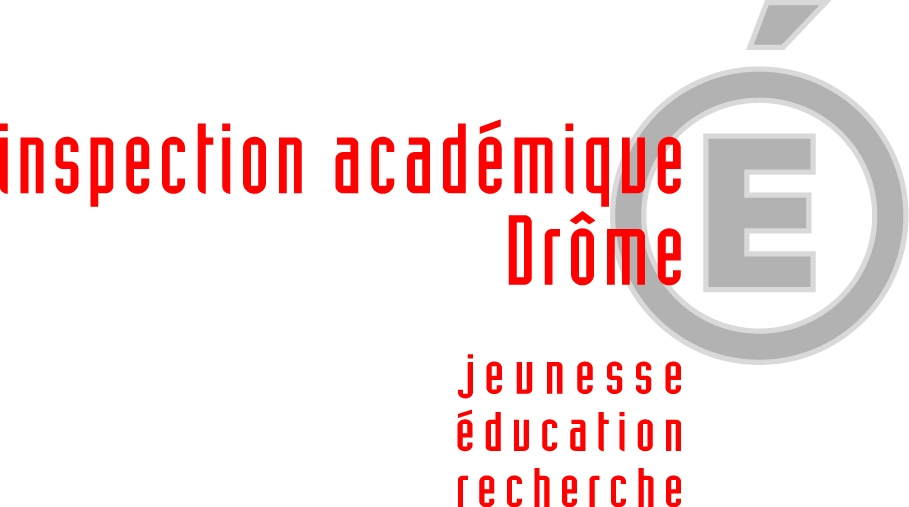 É
inspection académique
Drôme
jeunesse
éducation
recherche